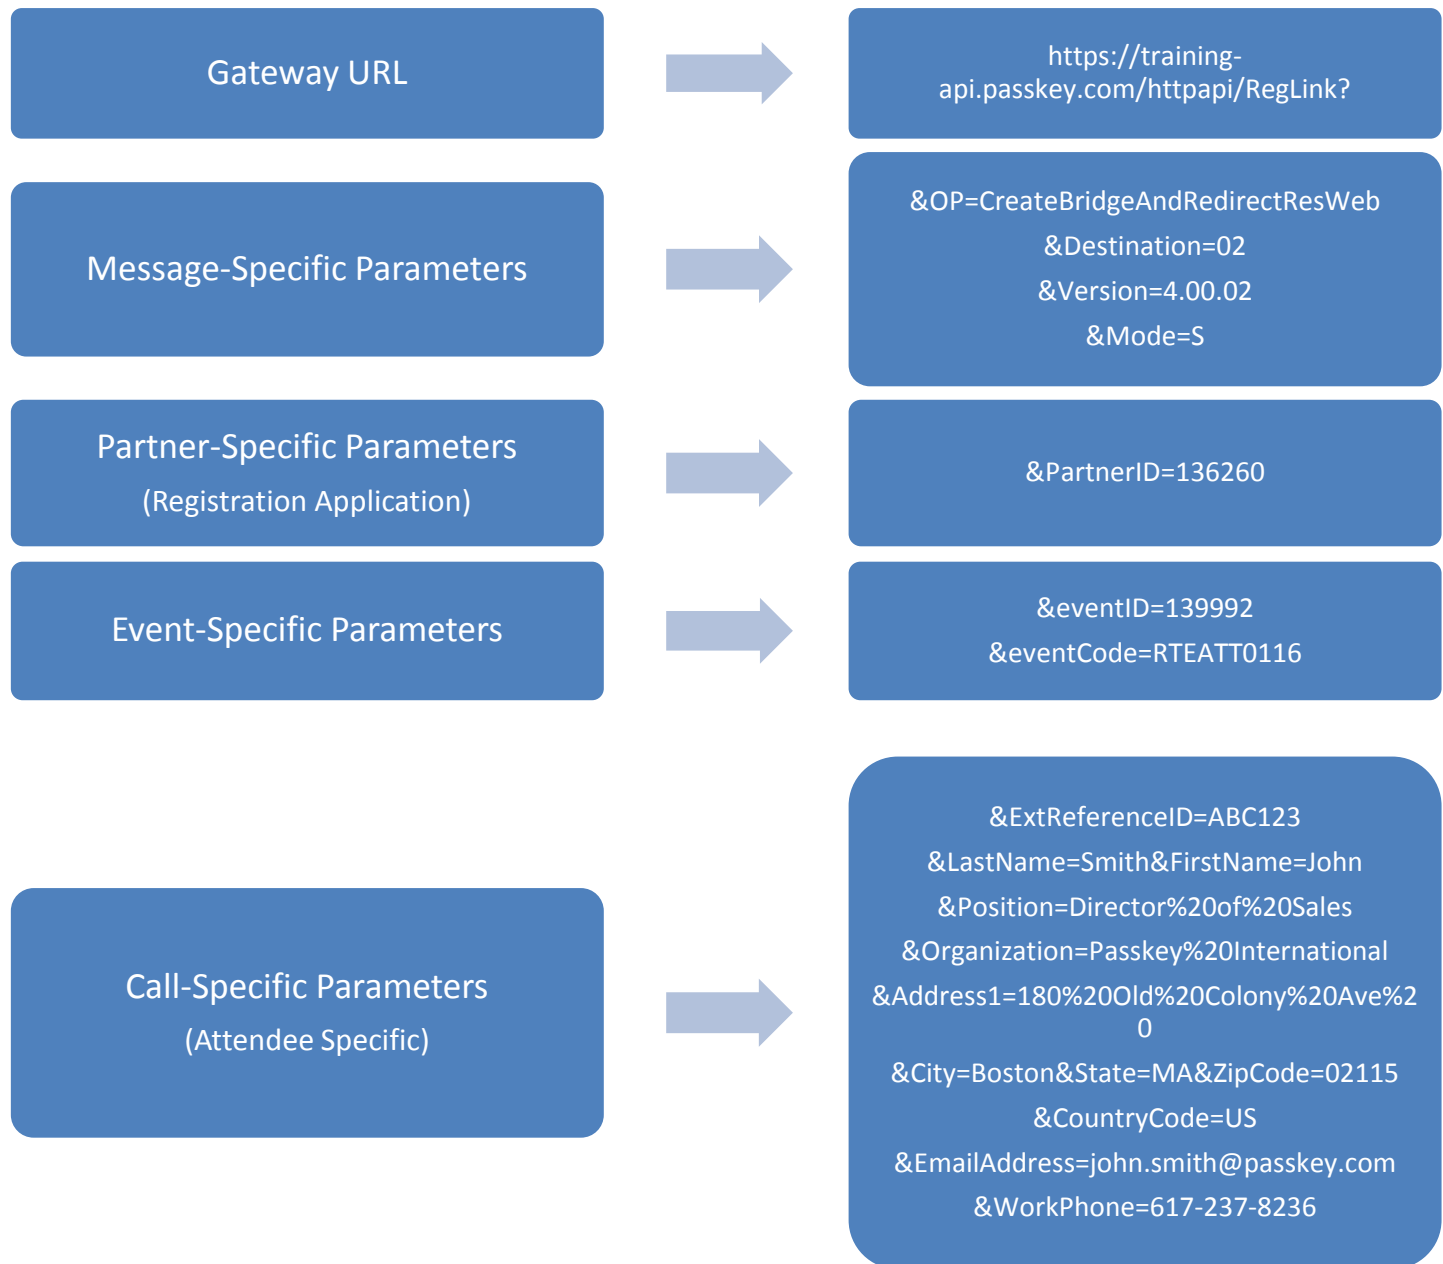 Gateway URL
https://training-
api.passkey.com/httpapi/RegLink?
Message-Specific Parameters
&OP=CreateBridgeAndRedirectResWeb
&Destination=02
&Version=4.00.02
&Mode=S
Partner-Specific Parameters
(Registration Application)
&PartnerID=136260
Event-Specific Parameters
&eventID=139992
&eventCode=RTEATT0116
Call-Specific Parameters
(Attendee Specific)
&ExtReferenceID=ABC123
&LastName=Smith&FirstName=John
&Position=Director%20of%20Sales
&Organization=Passkey%20International
&Address1=180%20Old%20Colony%20Ave%2
0
&City=Boston&State=MA&ZipCode=02115
&CountryCode=US
&EmailAddress=john.smith@passkey.com
&WorkPhone=617-237-8236